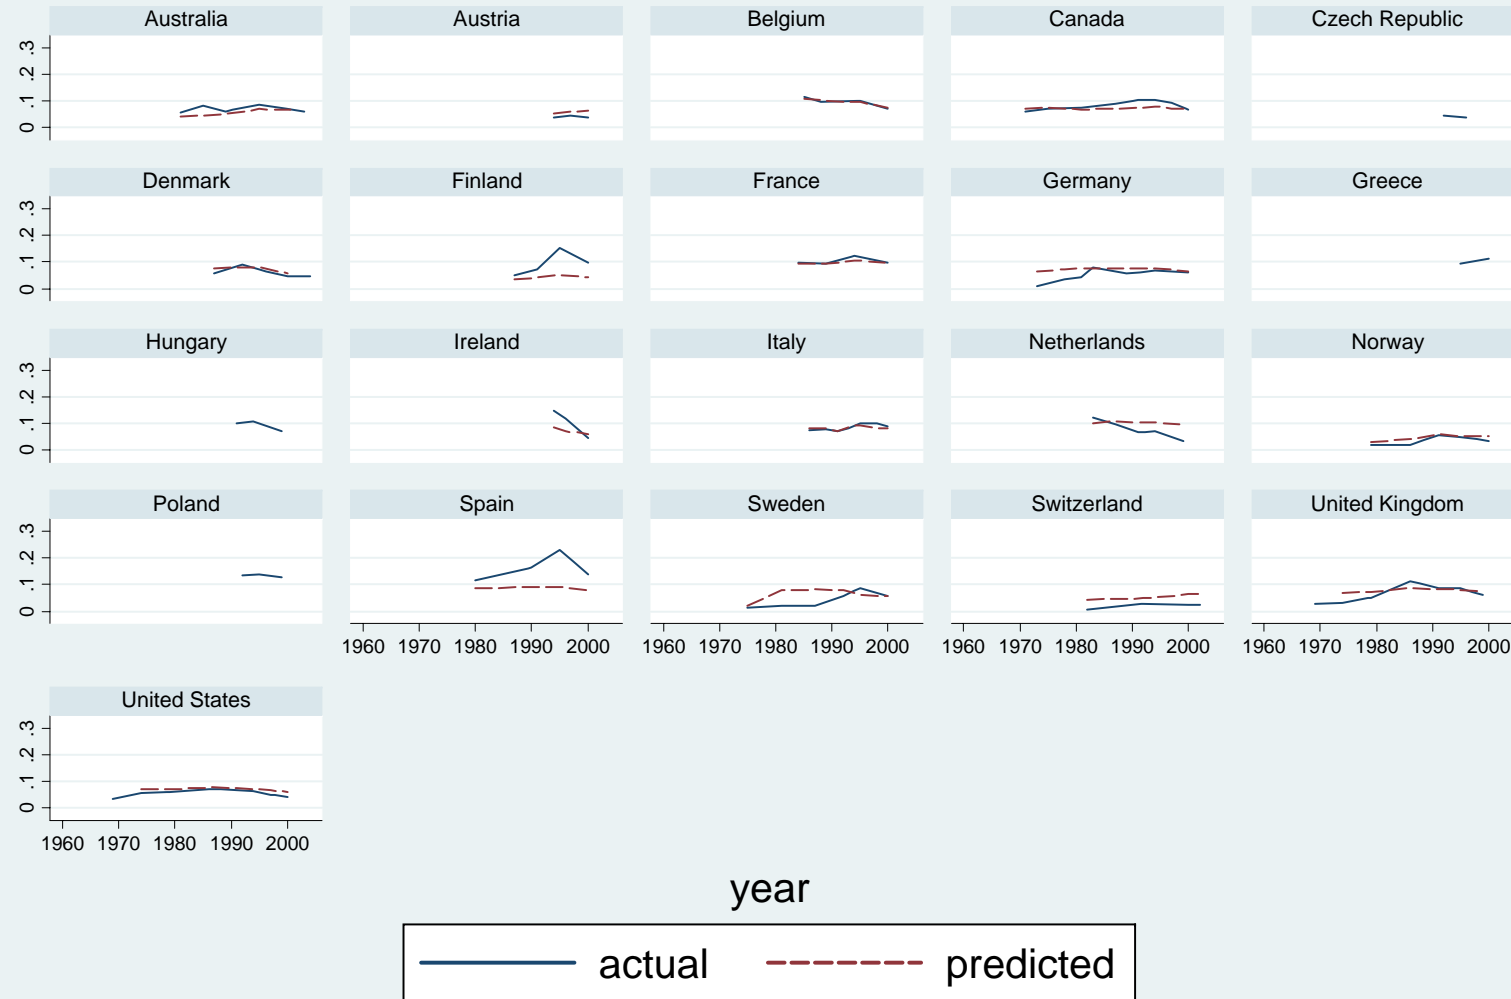 Australia Austria Belgium Canada Czech Republic
.3
.2
.1
0
Denmark Finland France Germany Greece
.3
.2
.1
0
Hungary Ireland Italy Netherlands Norway
.3
.2
.1
0
Poland Spain Sweden Switzerland United Kingdom
.3
.2
.1
0
1960 1970 1980 1990 2000 1960 1970 1980 1990 2000 1960 1970 1980 1990 2000 1960 1970 1980 1990 2000
United States
.3
.2
.1
0
1960 1970 1980 1990 2000
year
actual predicted